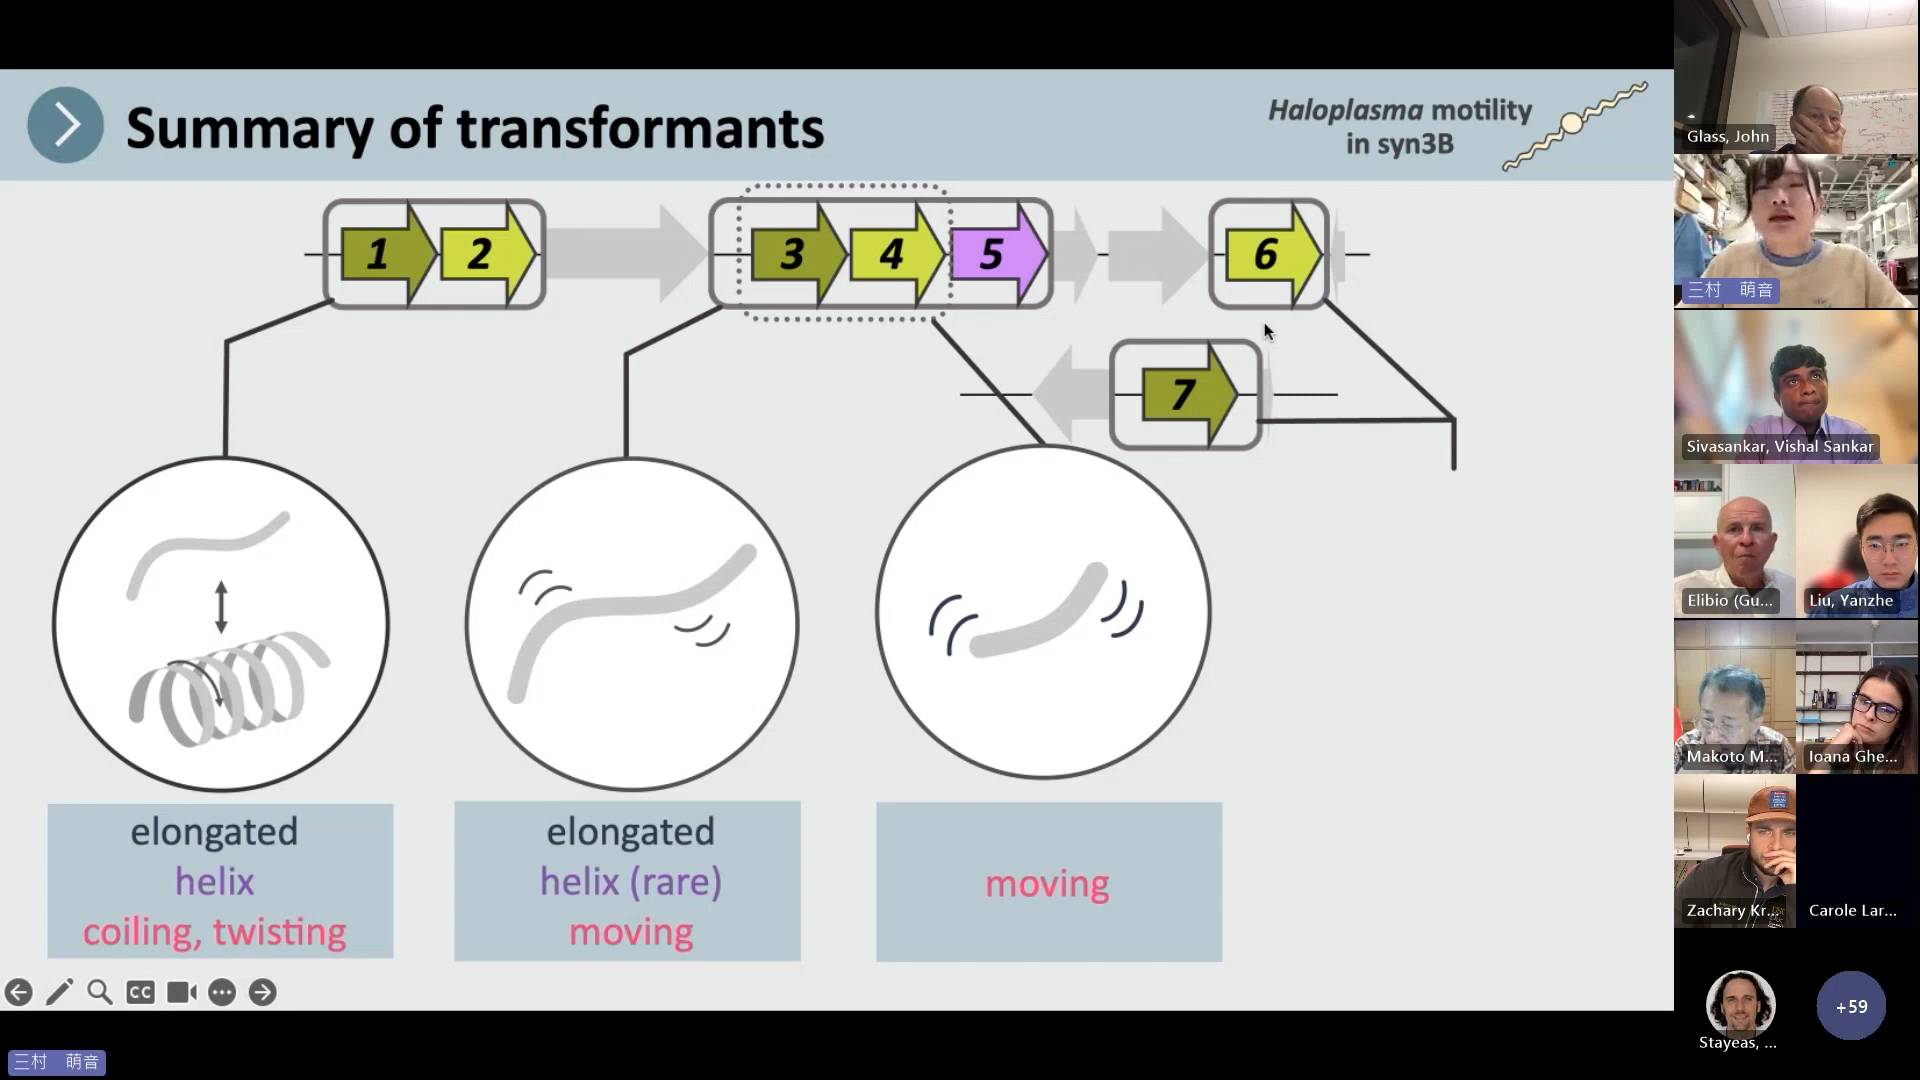 Summary of transformants
Haloplasma motility
in syn3B
1
2
3
4
5
6
7
elongated
helix
coiling, twisting
elongated
helix (rare)
moving
moving
CC
三村 萌音
Glass, John
三村 萌音
Sivasankar, Vishal Sankar
Elibio (Gu...
Liu, Yanzhe
Makoto M...
Ioana Ghe...
Zachary Kr...
Carole Lar...
Stayeas, ...
+59